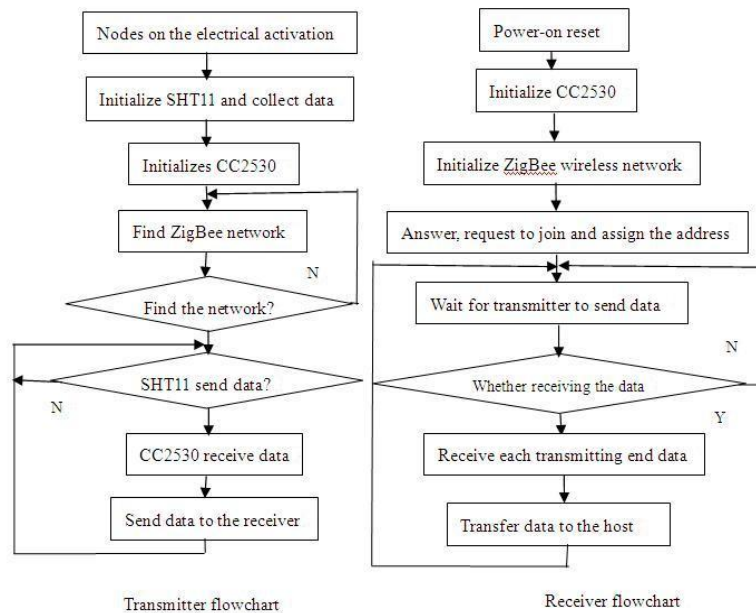 Nodes on the electrical activation
Initialize SHT11 and collect data
Initializes CC2530
Find ZigBee network
N
Find the network?
SHT11 send data?
N
CC2530 receive data
Send data to the receiver
Transmitter flowchart
Power-on reset
Initialize CC2530
Initialize ZigBee wireless network
Answer, request to join and assign the address
Wait for transmitter to send data
N
Whether receiving the data
Y
Receive each transmitting end data
Transfer data to the host
Receiver flowchart